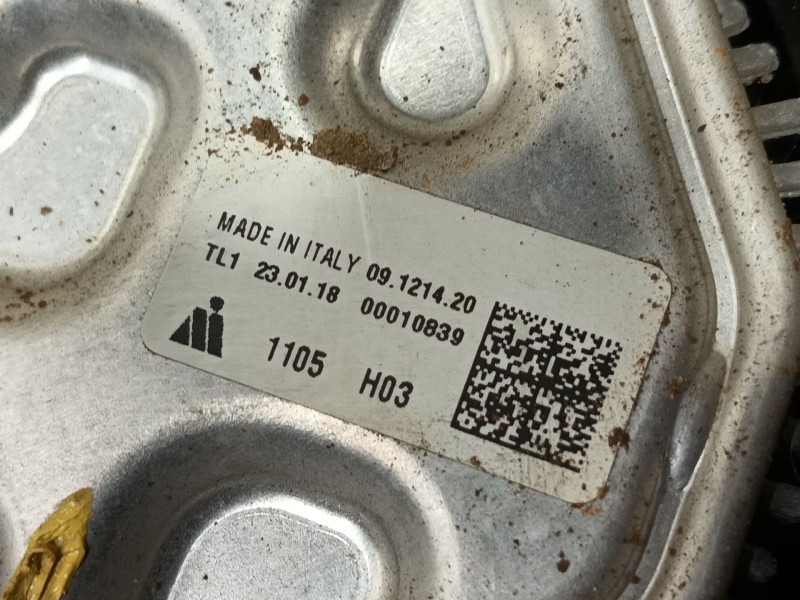 MADE IN ITALY 09.1214.20
TL1 23.01.18 00010839
1105 H03